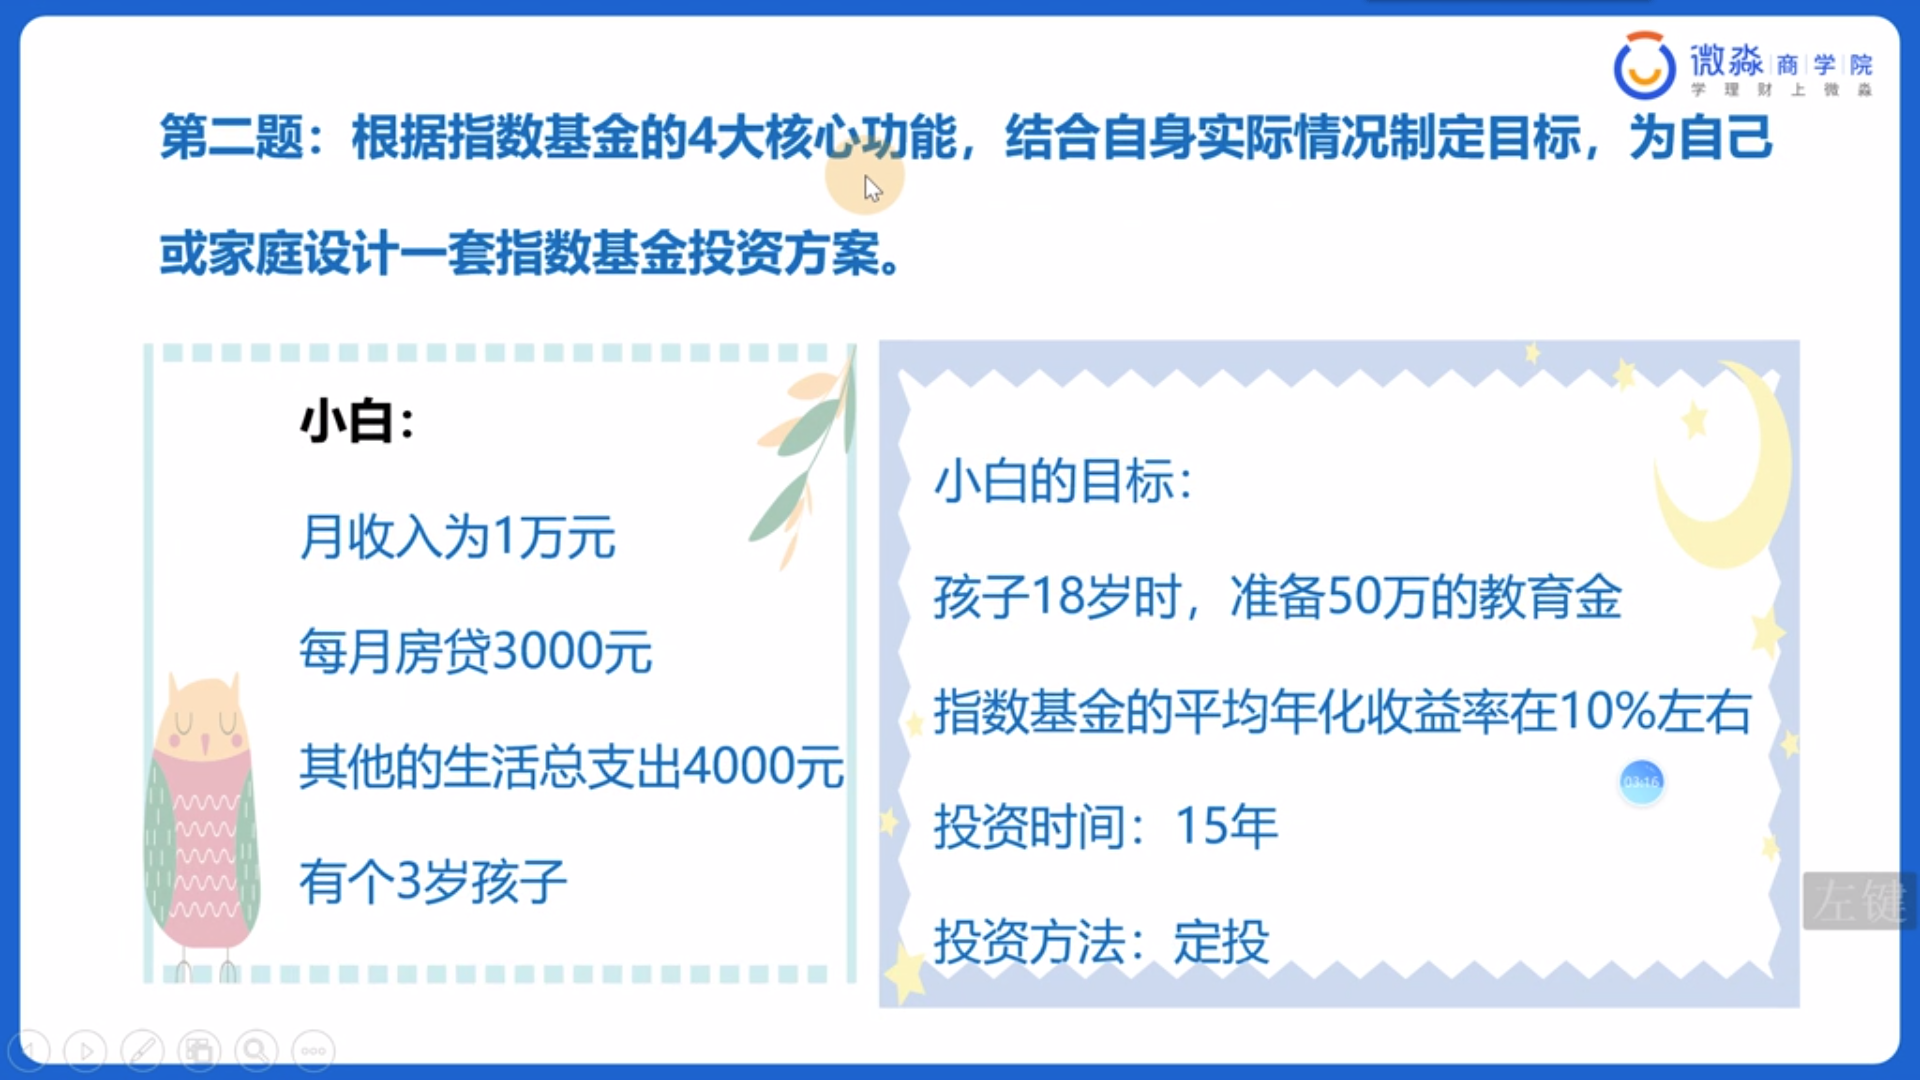 微淼 商学院
学理财上微淼
第二题：根据指数基金的4大核心功能，结合自身实际情况制定目标，为自己
或家庭设计一套指数基金投资方案。
小白：
月收入为1万元
每月房贷3000元
其他的生活总支出4000元
有个3岁孩子
小白的目标：
孩子18岁时，准备50万的教育金
指数基金的平均年化收益率在10%左右
投资时间：15年
投资方法：定投
03:16
左键